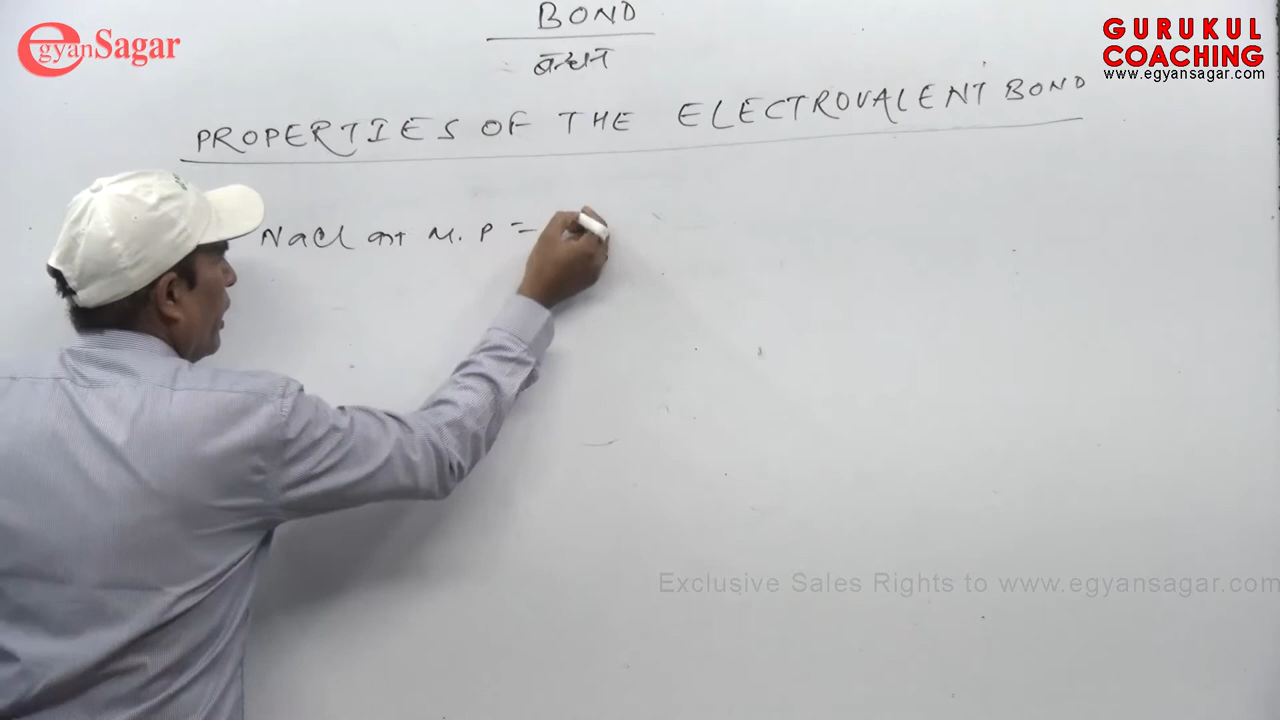 egyanSagar
GURUKUL
COACHING
www.egyansagar.com
BOND
बन्धन
PROPERTIES OF THE ELECTROVALENT BOND
NaCl का M.P =
Exclusive Sales Rights to www.egyansagar.com